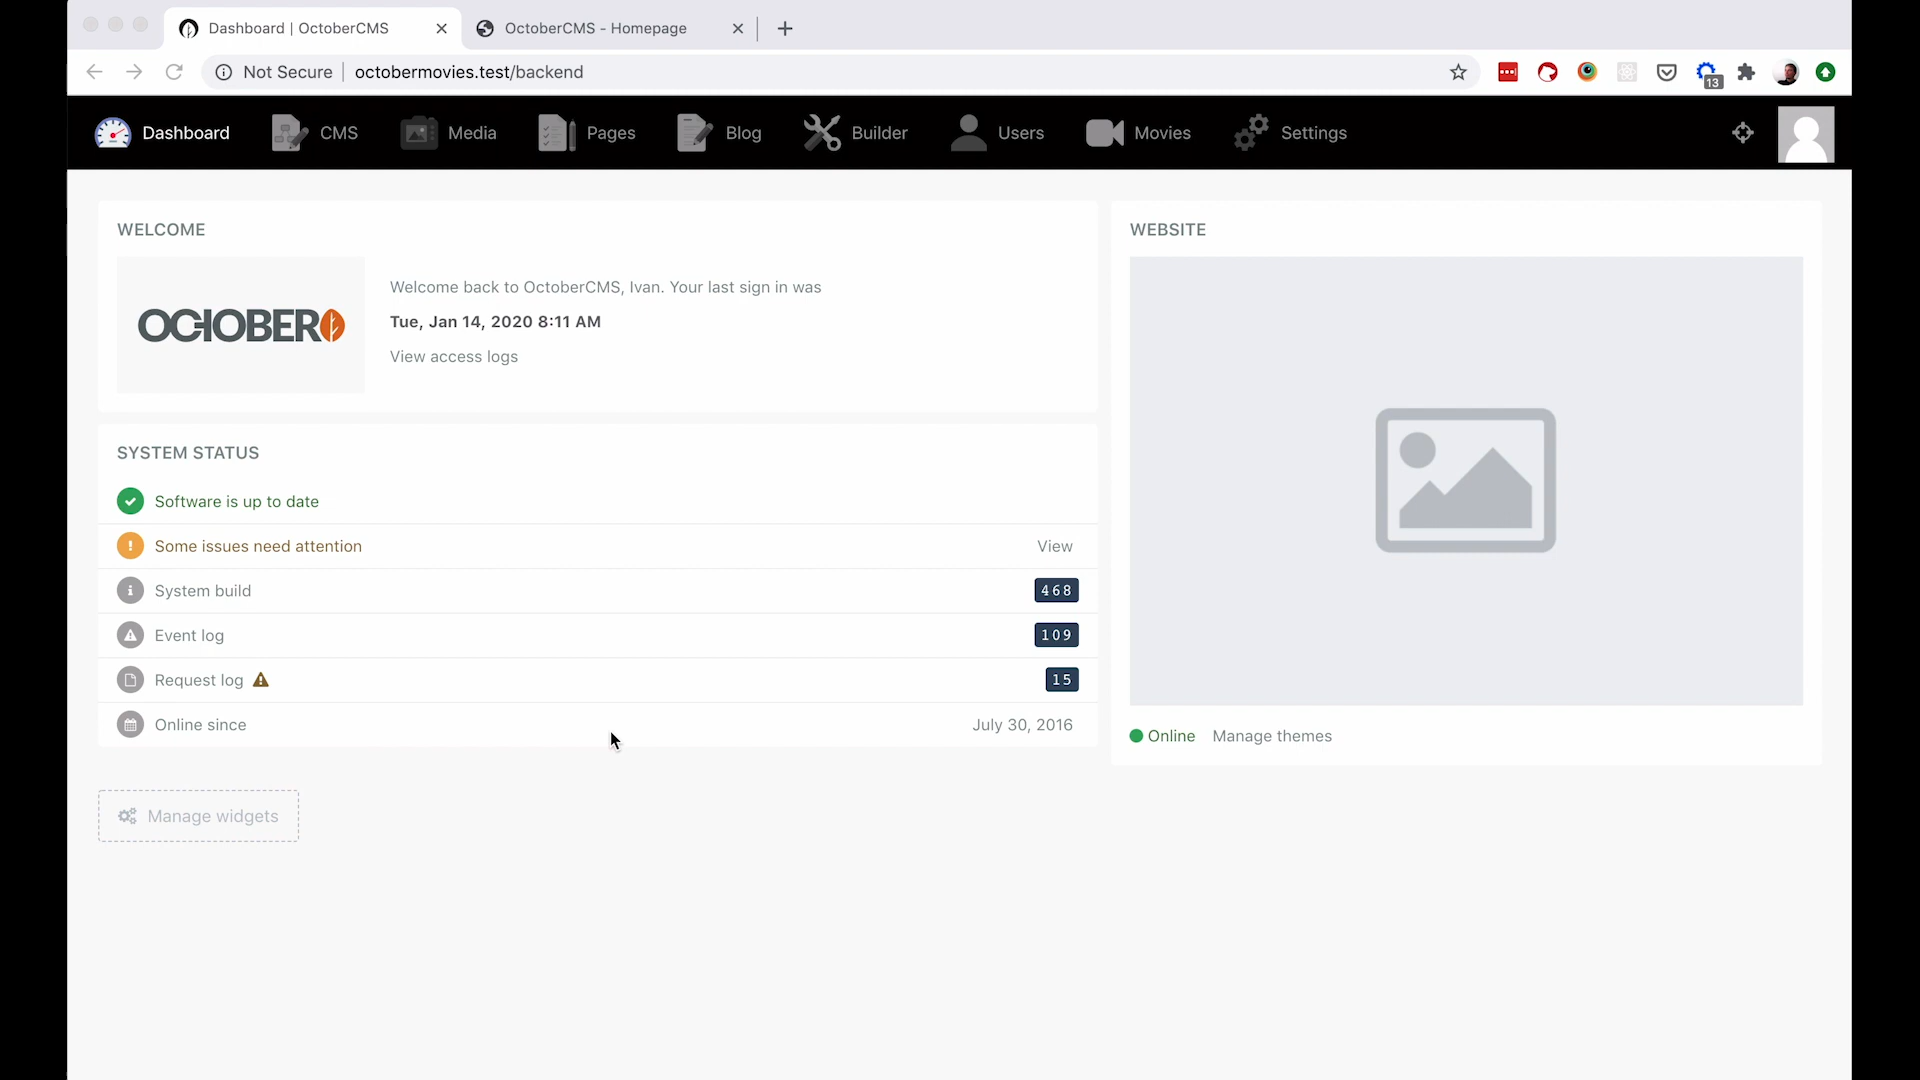 Dashboard | OctoberCMS
OctoberCMS - Homepage
Not Secure
octobermovies.test/backend
13
Dashboard
CMS
Media
Pages
Blog
Builder
Users
Movies
Settings
WELCOME
OCTOBER
Welcome back to OctoberCMS, Ivan. Your last sign in was
Tue, Jan 14, 2020 8:11 AM
View access logs
SYSTEM STATUS
Software is up to date
Some issues need attention
View
System build
468
Event log
109
Request log
15
Online since
July 30, 2016
Manage widgets
WEBSITE
Online
Manage themes